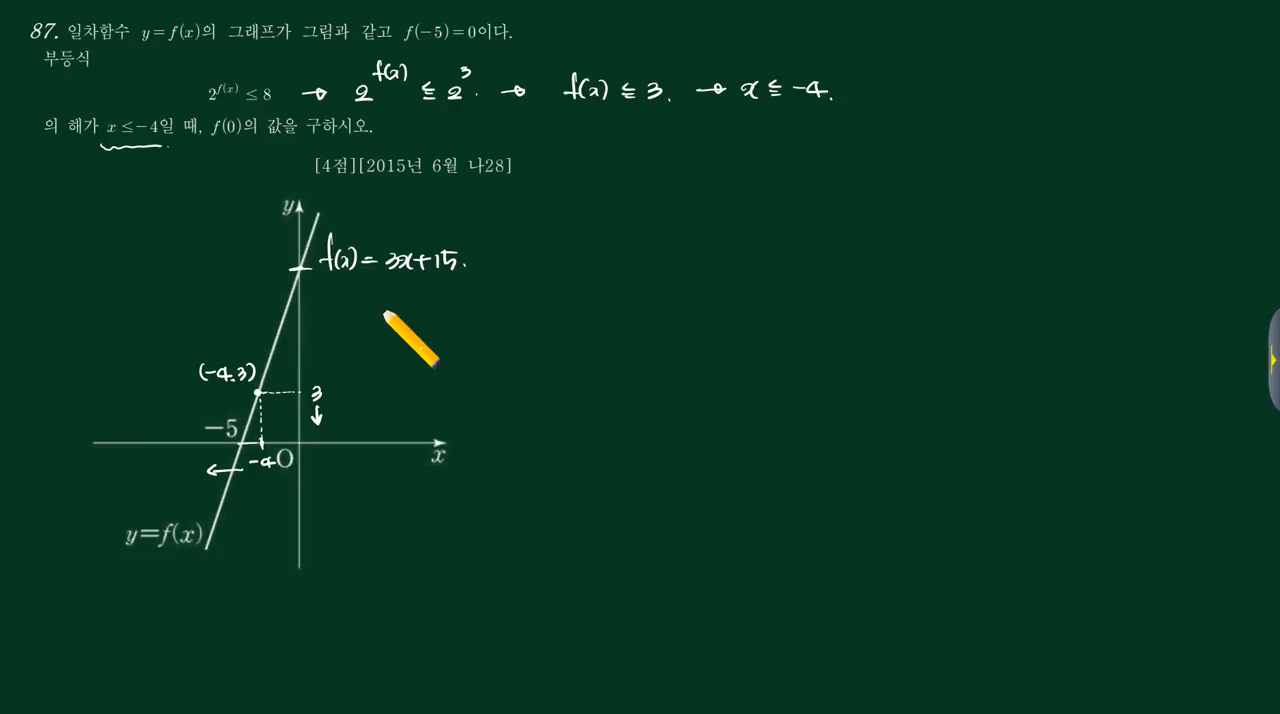 87. 일차함수 y=f(x)의 그래프가 그림과 같고 f(-5)=0이다.
부등식
2^{f(x)} ≤ 8 → 2^{f(x)} ≦ 2^3. → f(x) ≦ 3. → x ≦ -4.
의 해가 x≤-4일 때, f(0)의 값을 구하시오.
[4점][2015년 6월 나28]
y
f(x) = 3x+15.
(-4.3)
3
-5
-4 O
x
y=f(x)